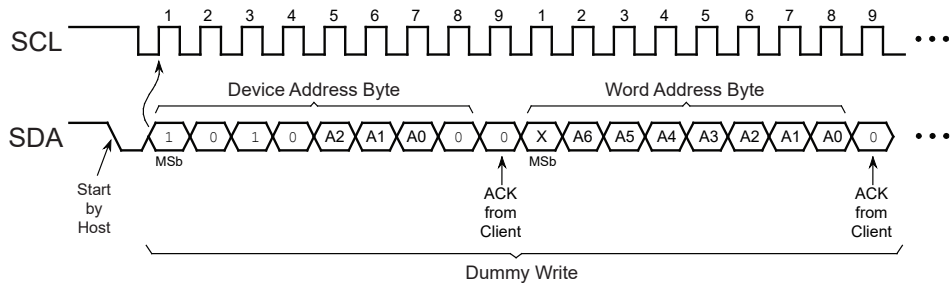 SCL 1 2 3 4 5 6 7 8 9 1 2 3 4 5 6 7 8 9
Device Address Byte Word Address Byte
SDA 1 0 1 0 A2 A1 A0 0 0 X A6 A5 A4 A3 A2 A1 A0 0
MSb MSb
Start
by
Host
ACK
from
Client
ACK
from
Client
Dummy Write